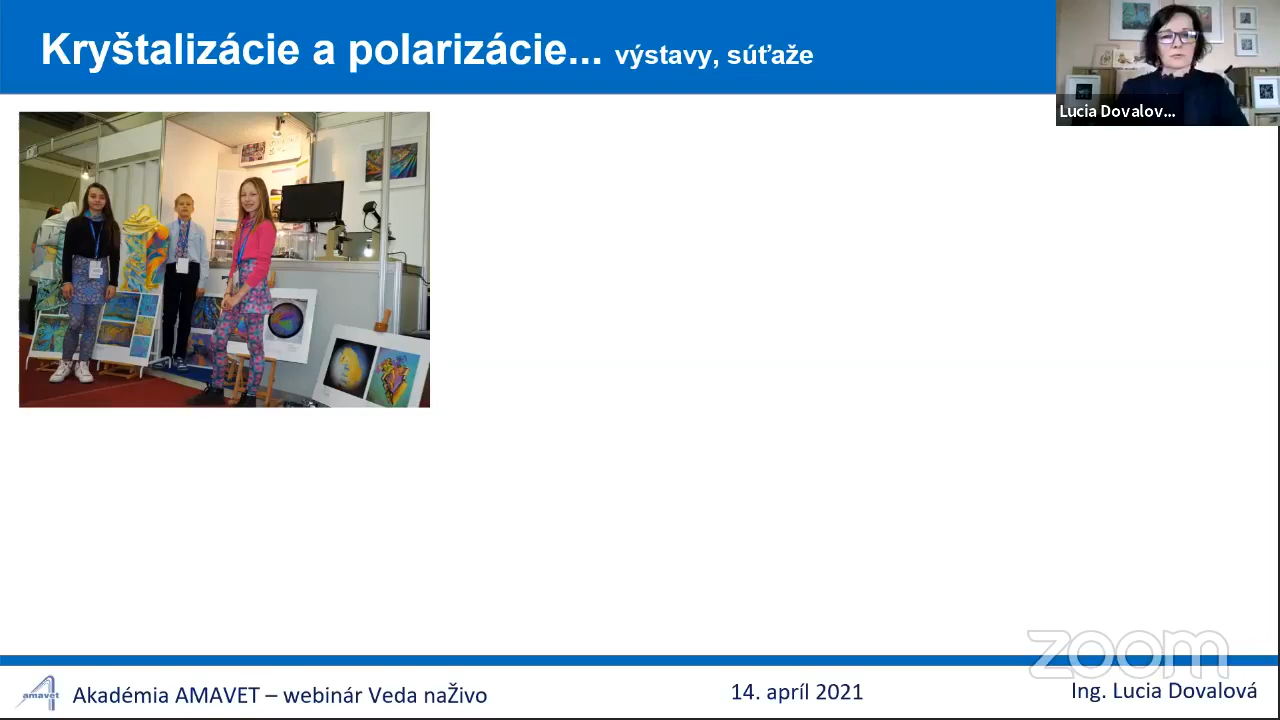 Kryštalizácie a polarizácie... výstavy, súťaže
Lucia Dovalov...
zoom
amavet
Akadémia AMAVET – webinár Veda naŽivo
14. apríl 2021
Ing. Lucia Dovalová